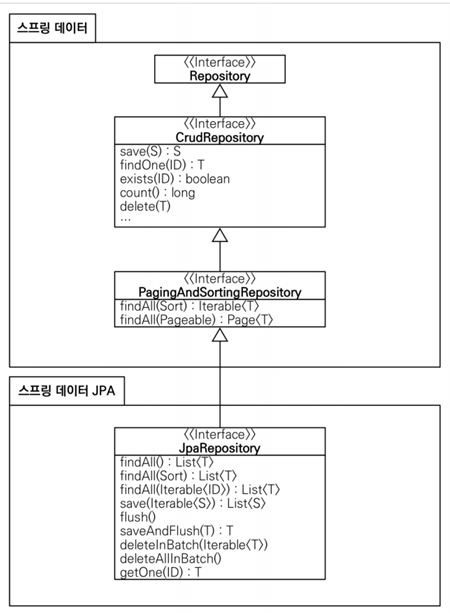 스프링 데이터
《Interface》
Repository
《Interface》
CrudRepository
save(S) : S
findOne(ID) : T
exists(ID) : boolean
count() : long
delete(T)
...
《Interface》
PagingAndSortingRepository
findAll(Sort) : Iterable〈T〉
findAll(Pageable) : Page〈T〉
스프링 데이터 JPA
《Interface》
JpaRepository
findAll() : List〈T〉
findAll(Sort) : List〈T〉
findAll(Iterable〈ID〉) : List〈T〉
save(Iterable〈S〉) : List〈S〉
flush()
saveAndFlush(T) : T
deleteInBatch(Iterable〈T〉)
deleteAllInBatch()
getOne(ID) : T